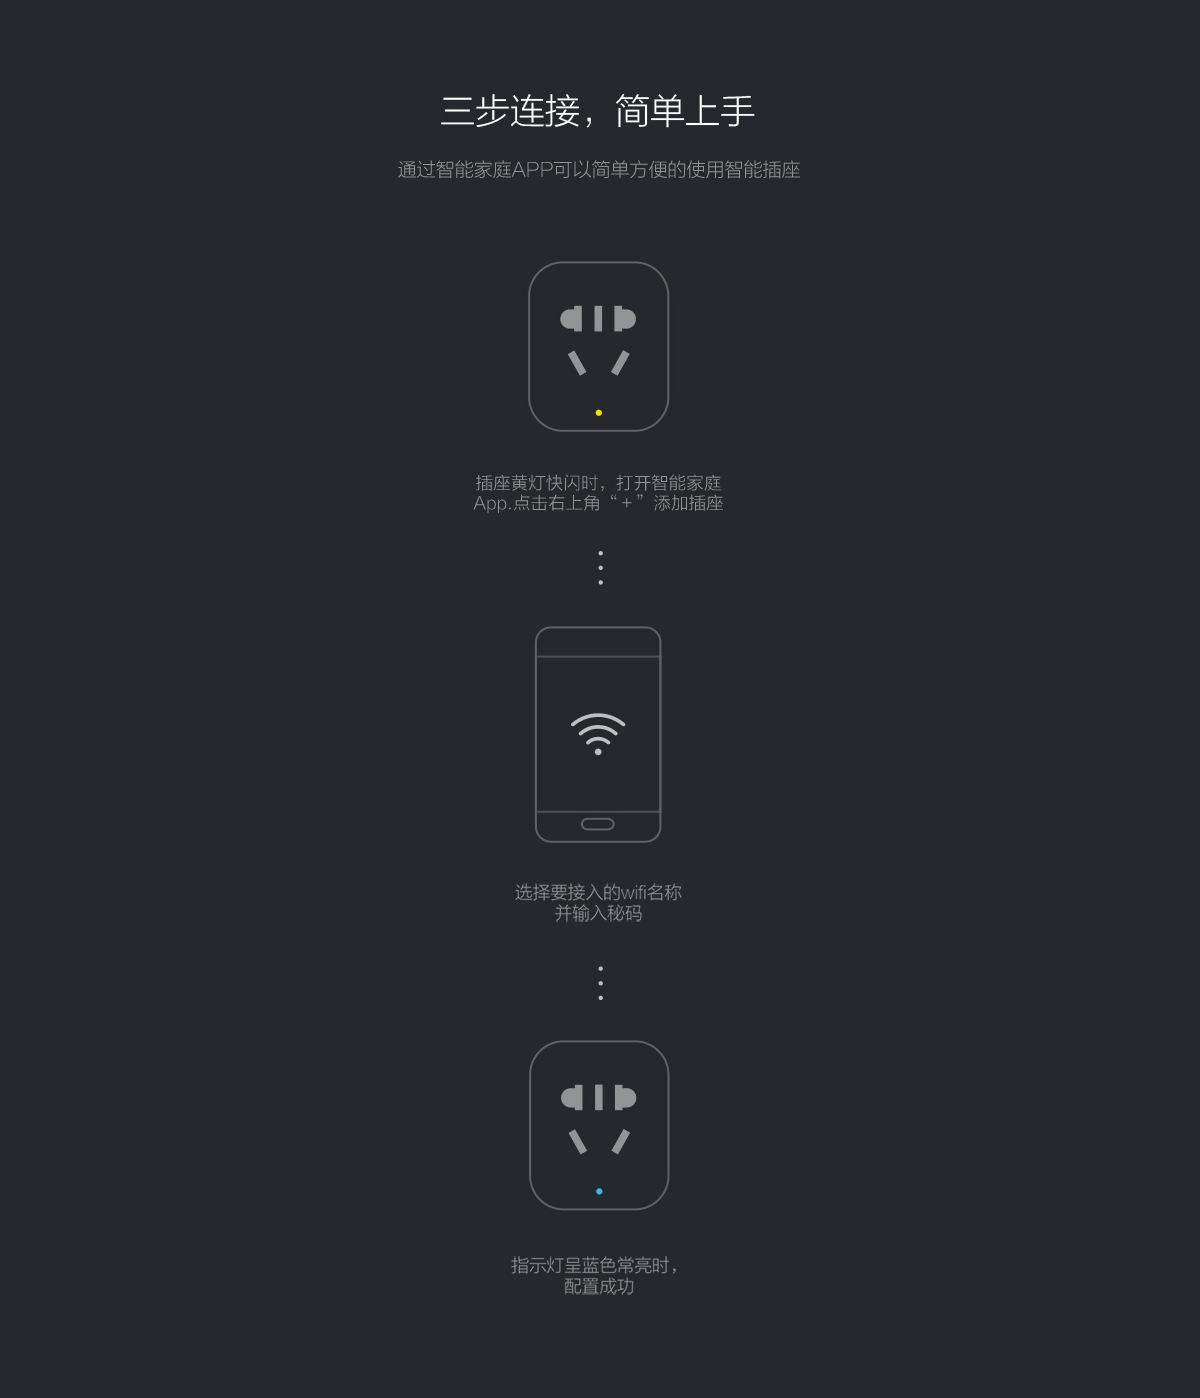 三步连接，简单上手
通过智能家庭APP可以简单方便的使用智能插座
插座黄灯快闪时，打开智能家庭
App.点击右上角“+”添加插座
选择要接入的wifi名称
并输入秘码
指示灯呈蓝色常亮时，
配置成功